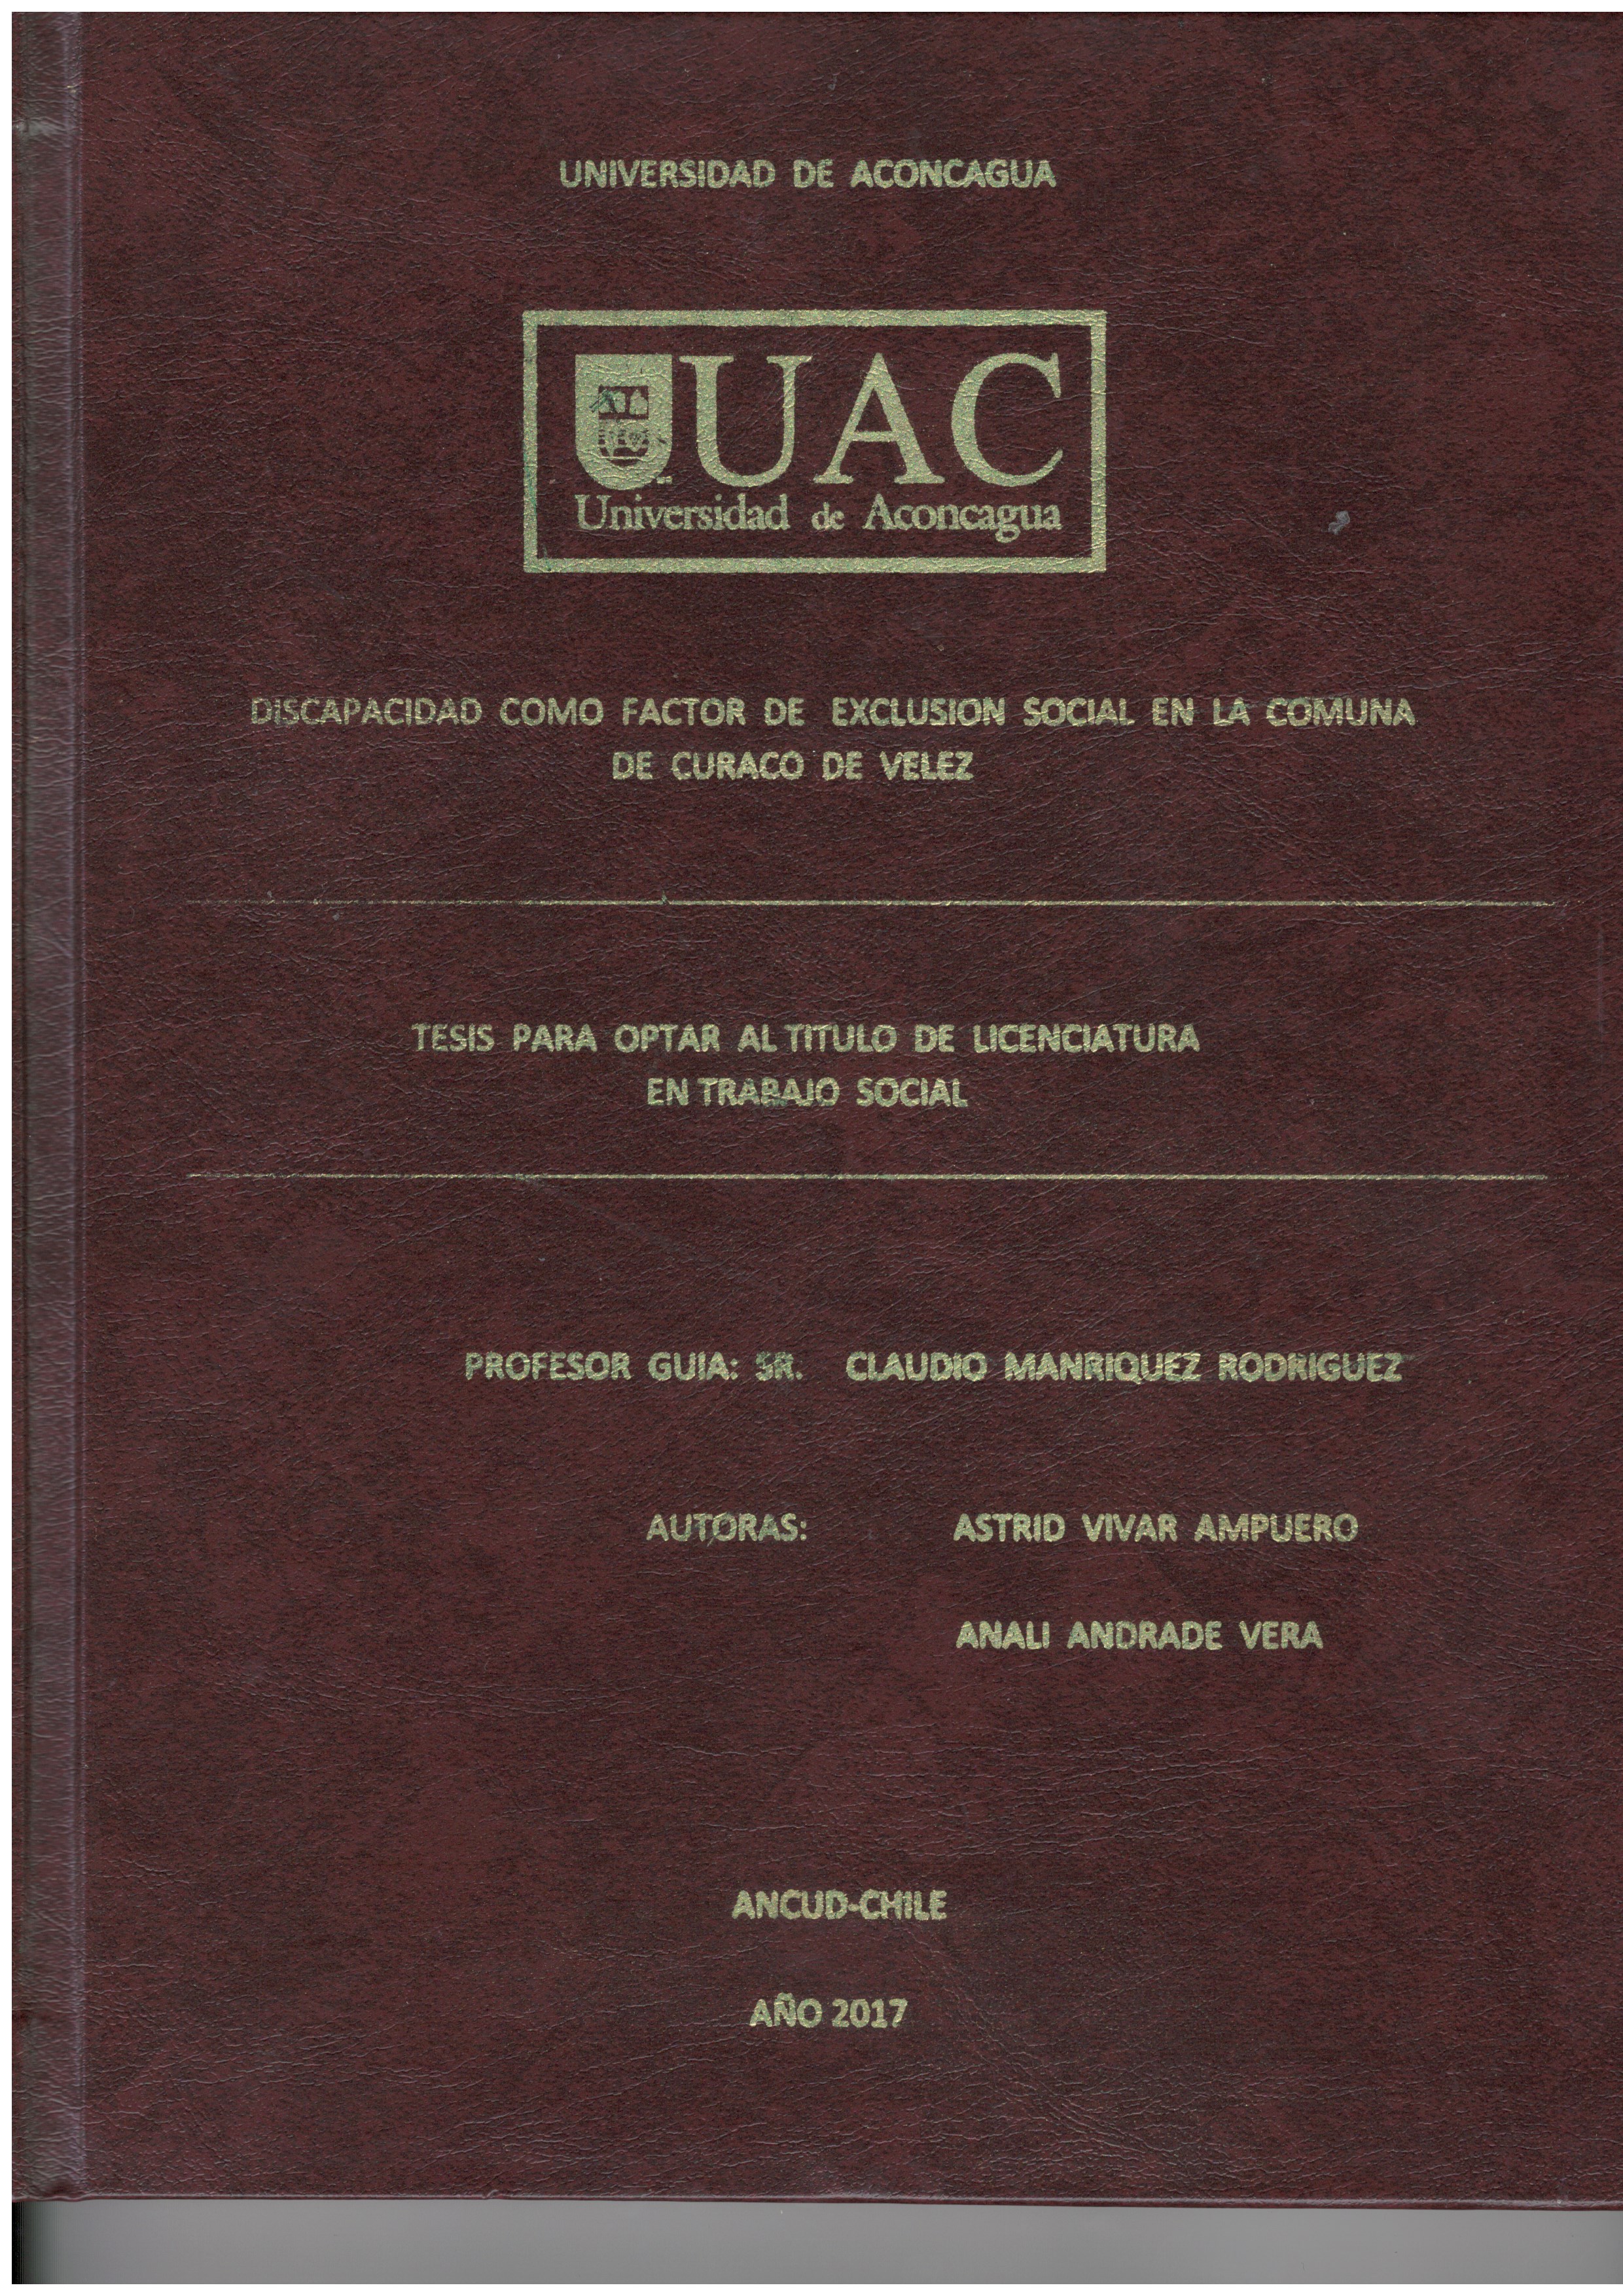 UNIVERSIDAD DE ACONCAGUA
UAC
Universidad de Aconcagua
DISCAPACIDAD COMO FACTOR DE EXCLUSION SOCIAL EN LA COMUNA
DE CURACO DE VELEZ
TESIS PARA OPTAR AL TITULO DE LICENCIATURA
EN TRABAJO SOCIAL
PROFESOR GUIA: SR. CLAUDIO MANRIQUEZ RODRIGUEZ
AUTORAS: ASTRID VIVAR AMPUERO
ANALI ANDRADE VERA
ANCUD-CHILE
AÑO 2017